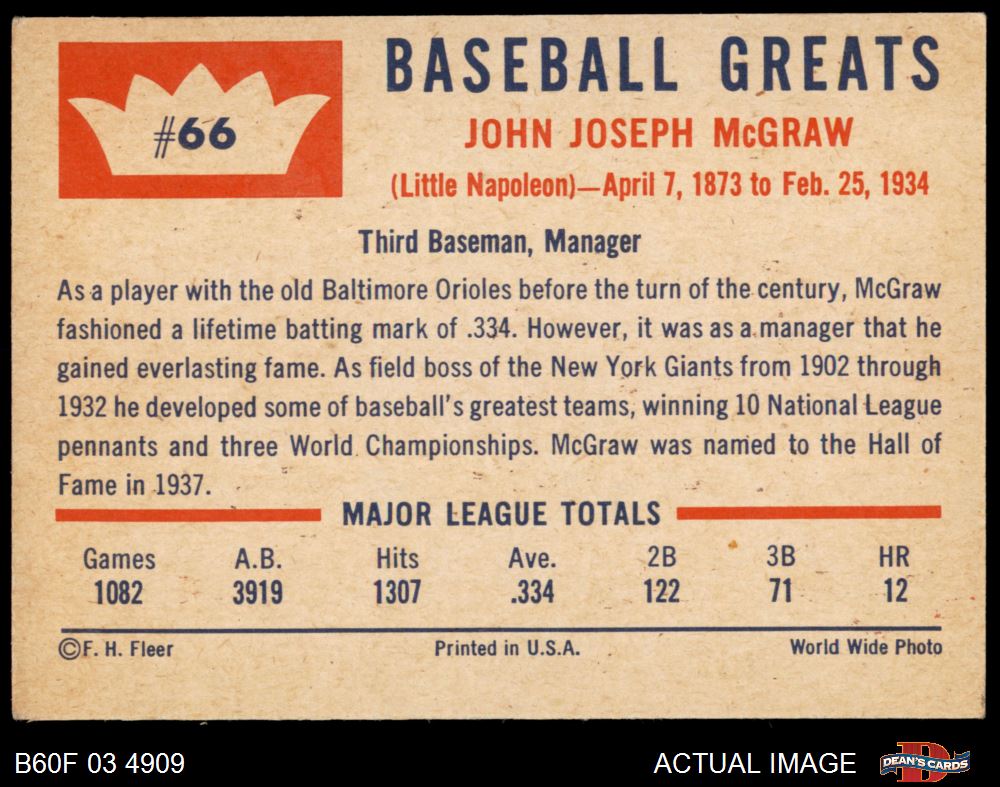 #66
BASEBALL GREATS
JOHN JOSEPH McGRAW
(Little Napoleon)—April 7, 1873 to Feb. 25, 1934
Third Baseman, Manager
As a player with the old Baltimore Orioles before the turn of the century, McGraw
fashioned a lifetime batting mark of .334. However, it was as a manager that he
gained everlasting fame. As field boss of the New York Giants from 1902 through
1932 he developed some of baseball's greatest teams, winning 10 National League
pennants and three World Championships. McGraw was named to the Hall of
Fame in 1937.
MAJOR LEAGUE TOTALS
Games A.B. Hits Ave. 2B 3B HR
1082 3919 1307 .334 122 71 12
©F. H. Fleer Printed in U.S.A. World Wide Photo
B60F 03 4909 ACTUAL IMAGE DEAN'S CARDS